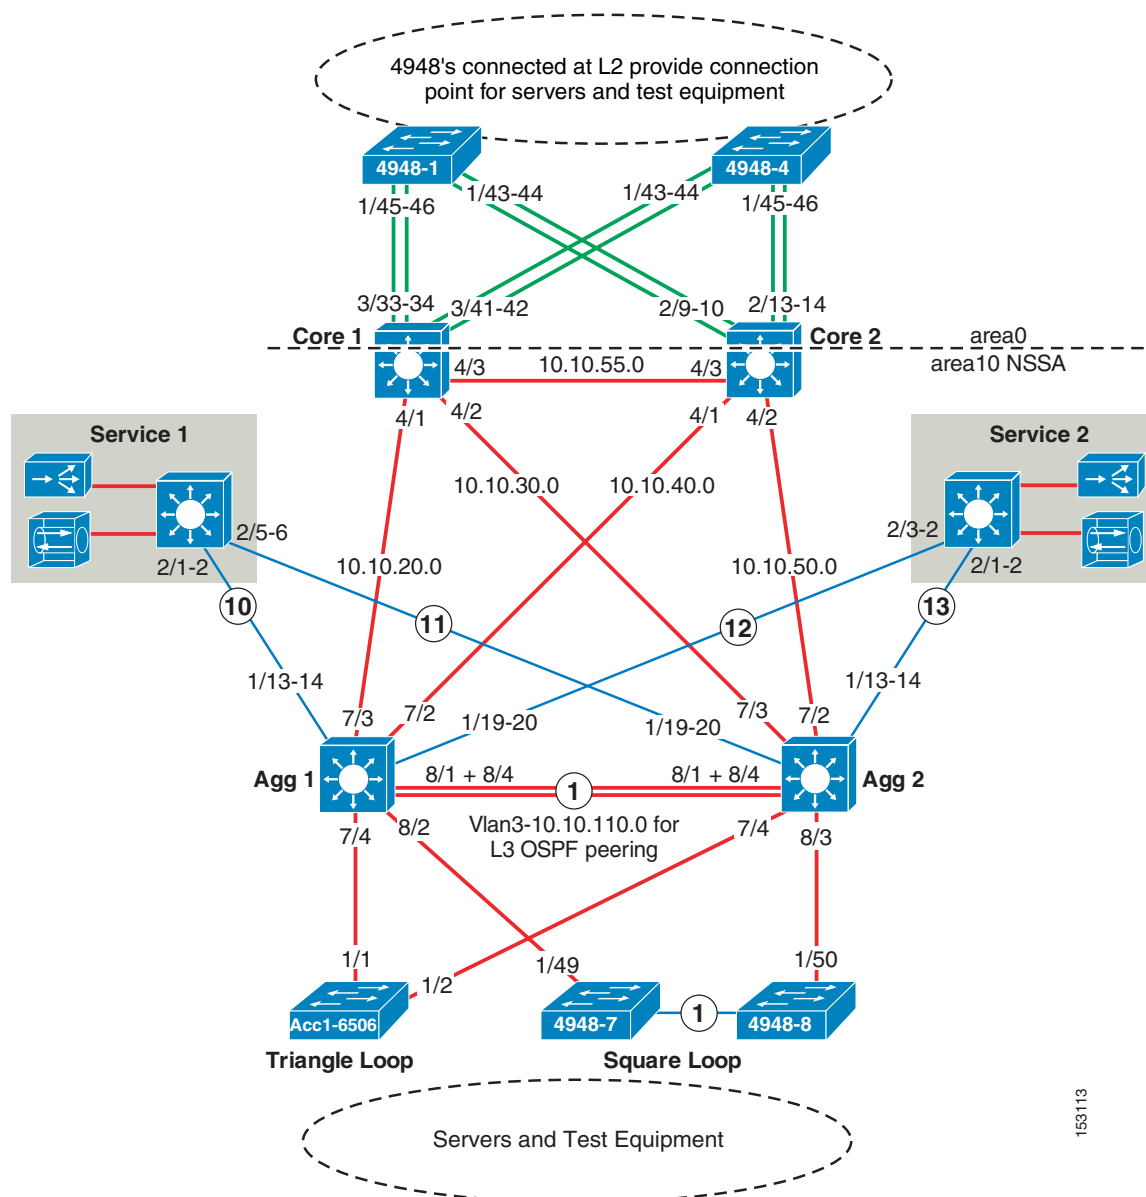 4948's connected at L2 provide connection
point for servers and test equipment
4948-1
4948-4
1/43-44
1/43-44
1/45-46
1/45-46
3/33-34
3/41-42
2/9-10
2/13-14
Core 1
Core 2
area0
area10 NSSA
4/3
10.10.55.0
4/3
4/1
4/2
4/1
4/2
Service 1
Service 2
10.10.30.0
10.10.40.0
2/5-6
2/3-2
2/1-2
10.10.20.0
10.10.50.0
2/1-2
10
11
12
13
1/13-14
1/13-14
7/3
7/2
1/19-20
1/19-20
7/3
7/2
Agg 1
8/1 + 8/4
1
8/1 + 8/4
Agg 2
Vlan3-10.10.110.0 for
L3 OSPF peering
7/4
8/2
7/4
8/3
1/1
1/2
1/49
1/50
Acc1-6506
4948-7
1
4948-8
Triangle Loop
Square Loop
Servers and Test Equipment
153113